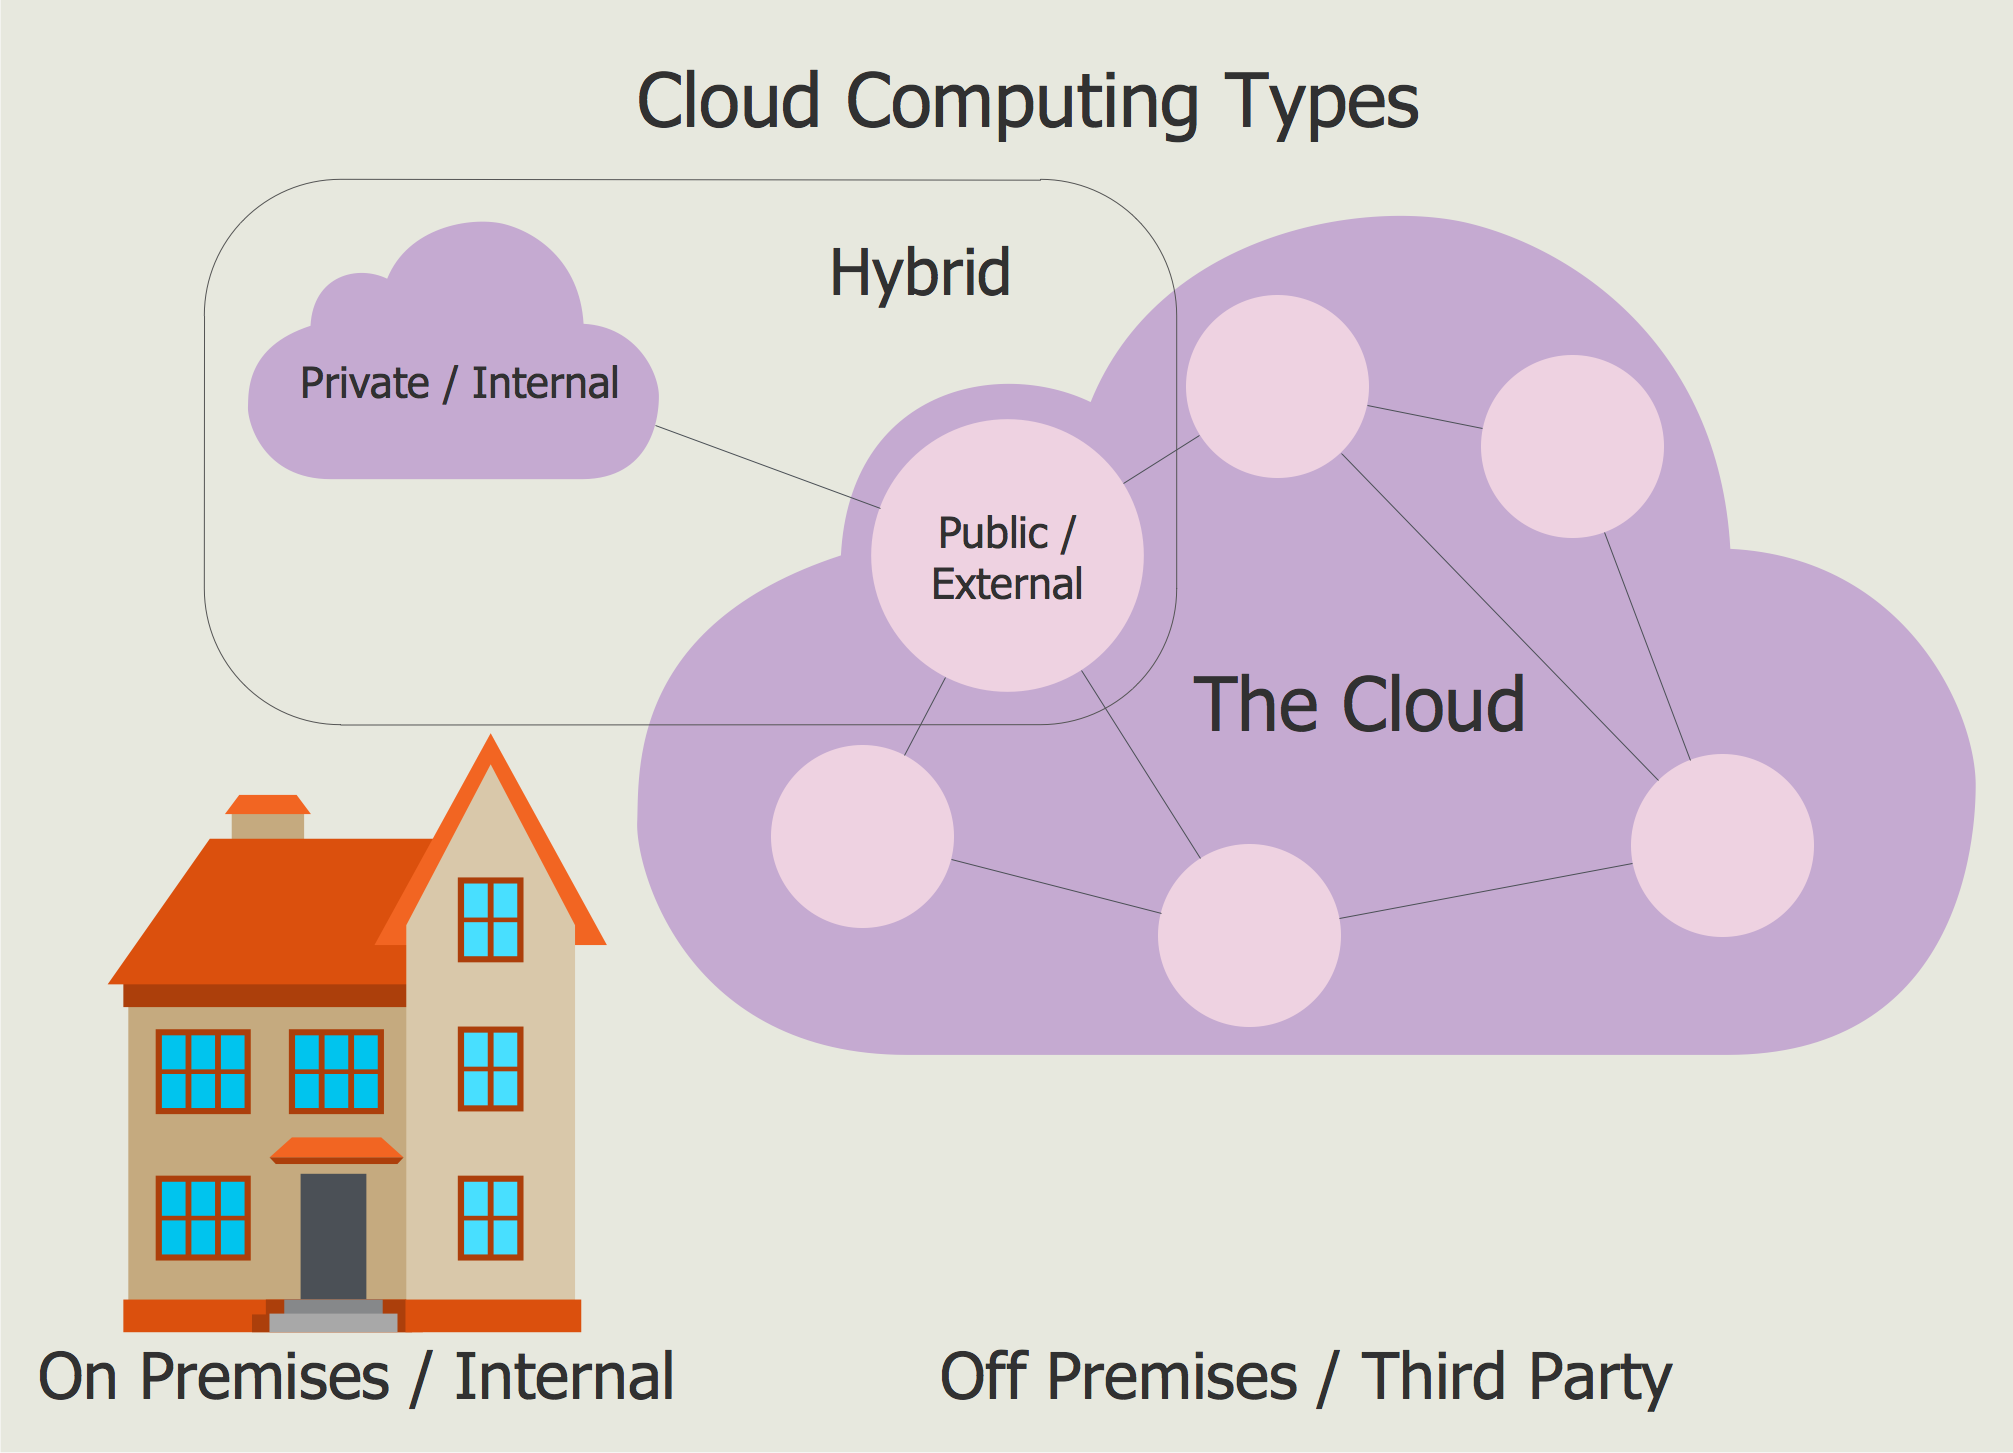 Cloud Computing Types
Hybrid
Private / Internal
Public /
External
The Cloud
On Premises / Internal
Off Premises / Third Party